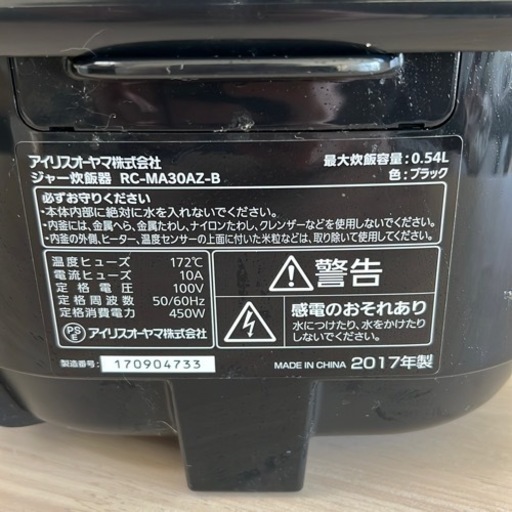 アイリスオーヤマ株式会社
ジャー炊飯器 RC-MA30AZ-B
最大炊飯容量:0.54L
色:ブラック
必ずお守りください
・本体内部に絶対に水を入れないでください。
・内釜には、金属へら、金属たわし、ナイロンたわし、クレンザーなどを使用しないでください。
・内釜の外側、ヒーター、温度センサーの上面に付いた米粒などは、取り除いて使用してください。
温度ヒューズ 172℃
電流ヒューズ 10A
定格電圧 100V
定格周波数 50/60Hz
定格消費電力 450W
PSE アイリスオーヤマ株式会社
警告
感電のおそれあり
水につけたり、水をかけたり
しないでください。
製造番号: 170904733
MADE IN CHINA 2017年製